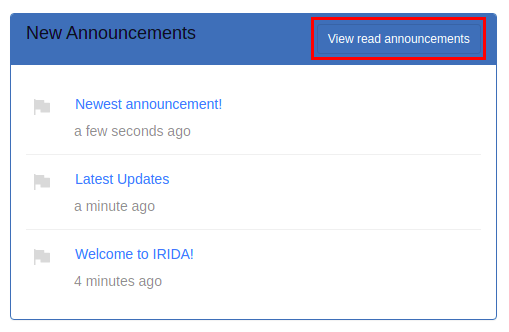 New Announcements
View read announcements
Newest announcement!
a few seconds ago
Latest Updates
a minute ago
Welcome to IRIDA!
4 minutes ago